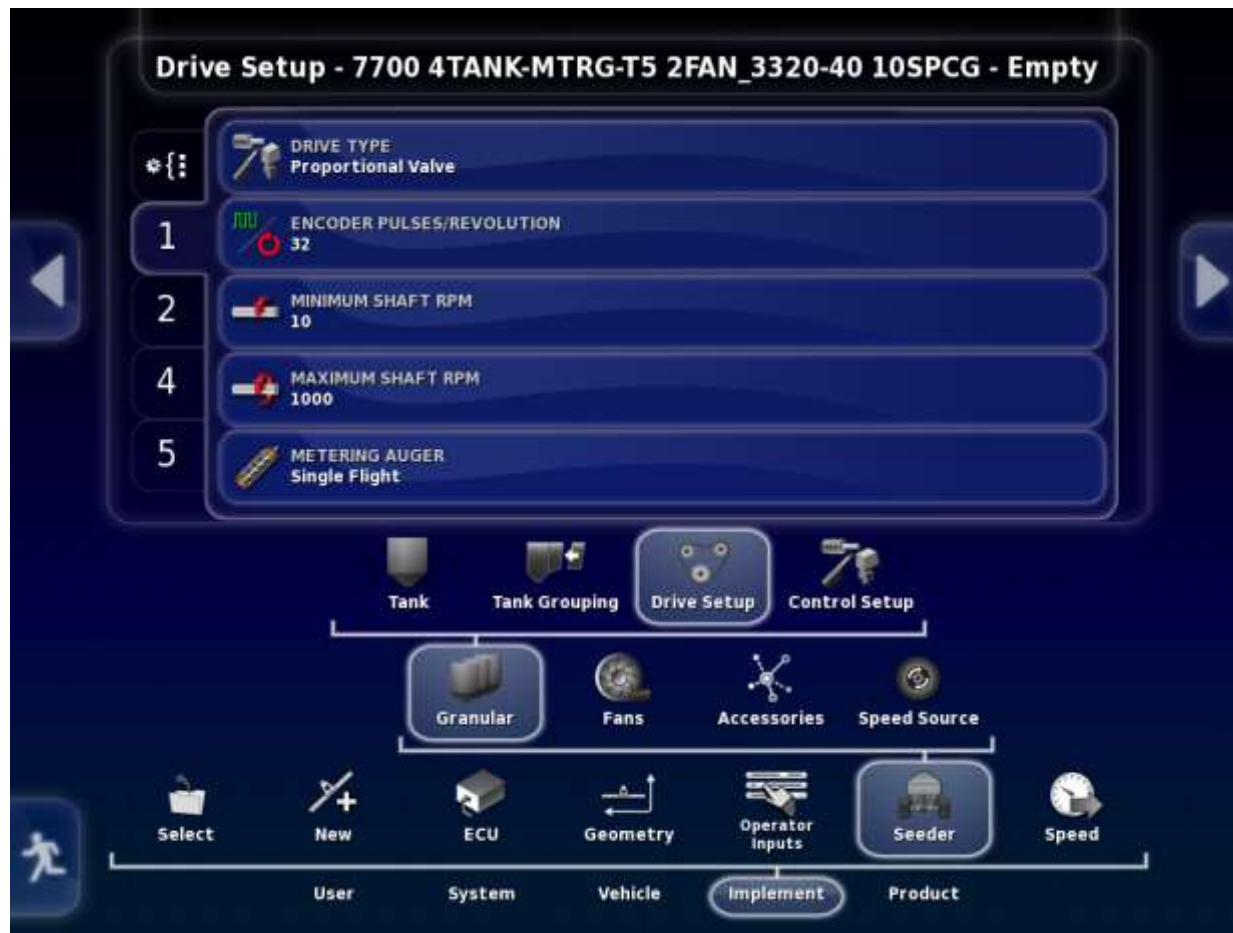 Drive Setup - 7700 4TANK-MTRG-T5 2FAN_3320-40 10SPCG - Empty
DRIVE TYPE
Proportional Valve
1
ENCODER PULSES/REVOLUTION
32
2
MINIMUM SHAFT RPM
10
4
MAXIMUM SHAFT RPM
1000
5
METERING AUGER
Single Flight
Tank
Tank Grouping
Drive Setup
Control Setup
Granular
Fans
Accessories
Speed Source
Select
New
ECU
Geometry
Operator
Inputs
Seeder
Speed
User
System
Vehicle
Implement
Product